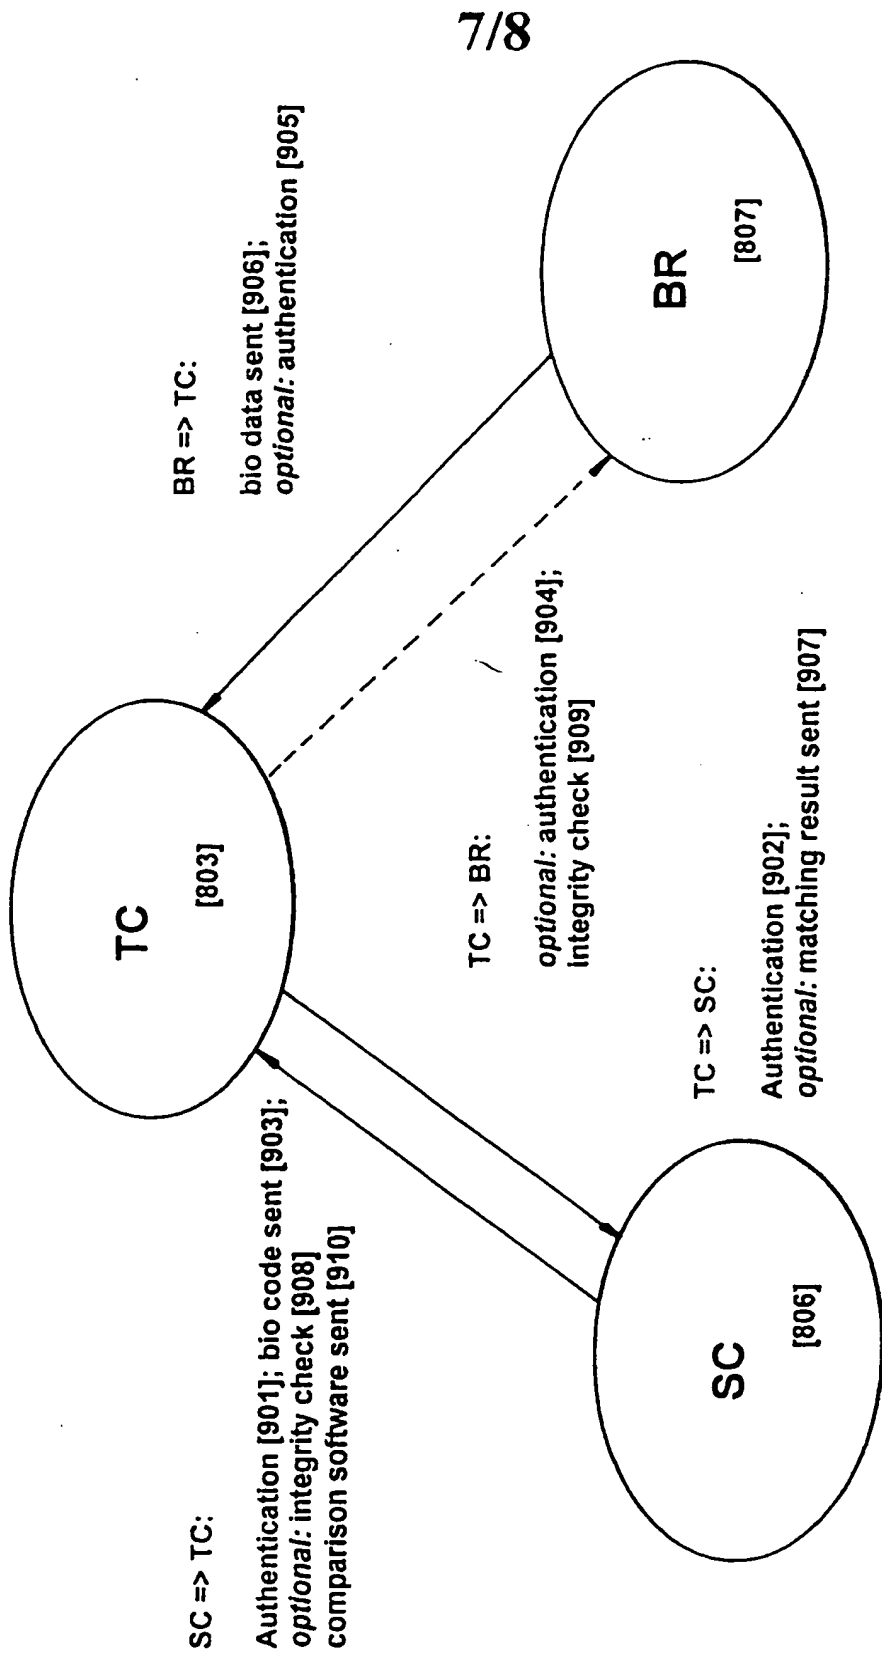 7/8
SC => TC:
Authentication [901]; bio code sent [903];
optional: integrity check [908]
comparison software sent [910]
TC
[803]
BR => TC:
bio data sent [906];
optional: authentication [905]
TC => BR:
optional: authentication [904];
Integrity check [909]
TC => SC:
Authentication [902];
optional: matching result sent [907]
SC
[806]
BR
[807]